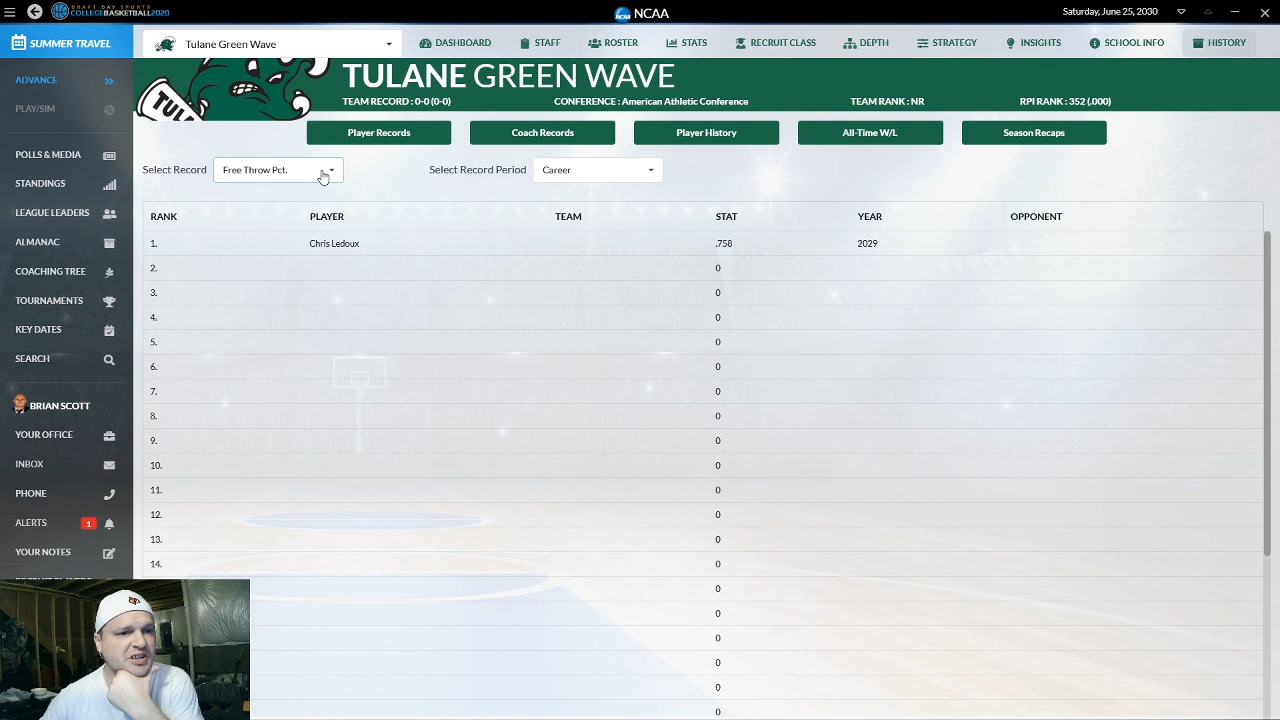 DRAFT DAY SPORTS
COLLEGEBASKETBALL2020
NCAA NCAA
Saturday, June 25, 2030
SUMMER TRAVEL
Tulane Green Wave
DASHBOARD
STAFF
ROSTER
STATS
RECRUIT CLASS
DEPTH
STRATEGY
INSIGHTS
SCHOOL INFO
HISTORY
ADVANCE
PLAY/SIM
POLLS & MEDIA
STANDINGS
LEAGUE LEADERS
ALMANAC
COACHING TREE
TOURNAMENTS
KEY DATES
SEARCH
BRIAN SCOTT
YOUR OFFICE
INBOX
PHONE
ALERTS 1
YOUR NOTES
TUL
TULANE GREEN WAVE
TEAM RECORD : 0-0 (0-0) CONFERENCE : American Athletic Conference TEAM RANK : NR RPI RANK : 352 (.000)
Player Records Coach Records Player History All-Time W/L Season Recaps
Select Record Free Throw Pct. Select Record Period Career
RANK PLAYER TEAM STAT YEAR OPPONENT
1. Chris Ledoux .758 2029
2. 0
3. 0
4. 0
5. 0
6. 0
7. 0
8. 0
9. 0
10. 0
11. 0
12. 0
13. 0
14. 0
0
0
0
0
0
0